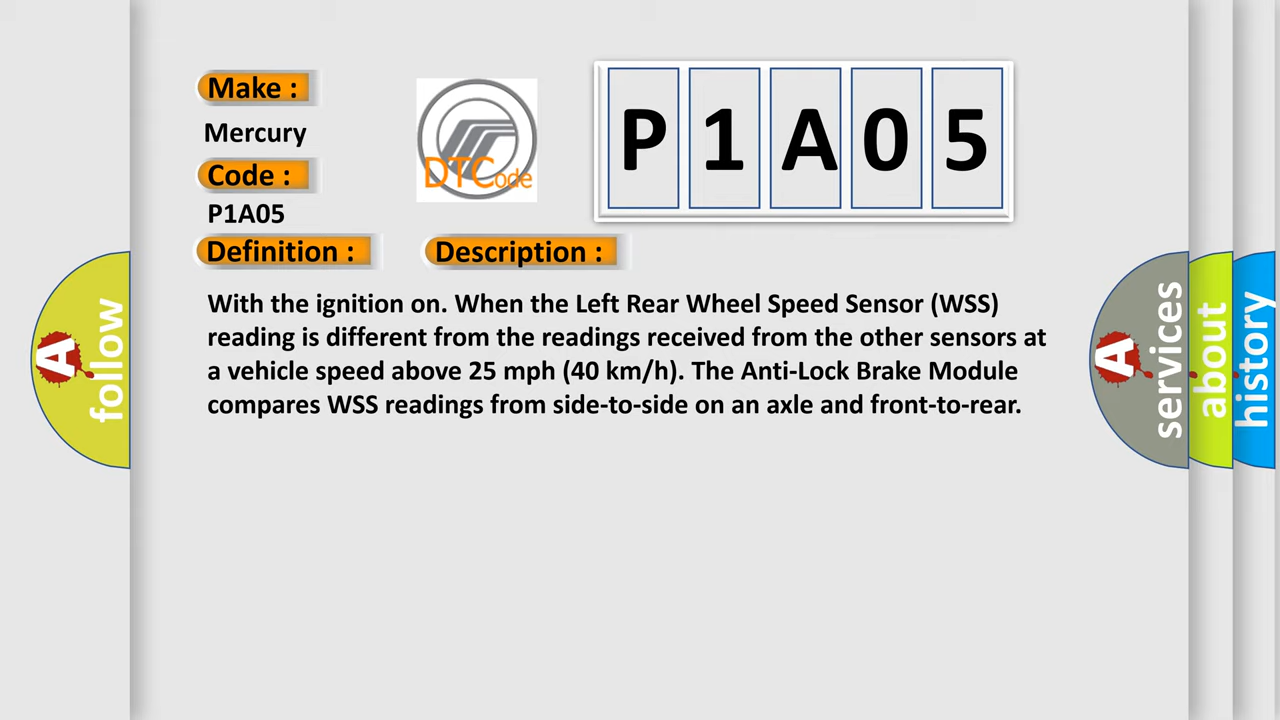 Make :
Mercury
Code :
P1A05
DTCode
P1A05
Definition :
Description :
With the ignition on. When the Left Rear Wheel Speed Sensor (WSS)
reading is different from the readings received from the other sensors at
a vehicle speed above 25 mph (40 km/h). The Anti-Lock Brake Module
compares WSS readings from side-to-side on an axle and front-to-rear.
A
follow
A
services
about
history